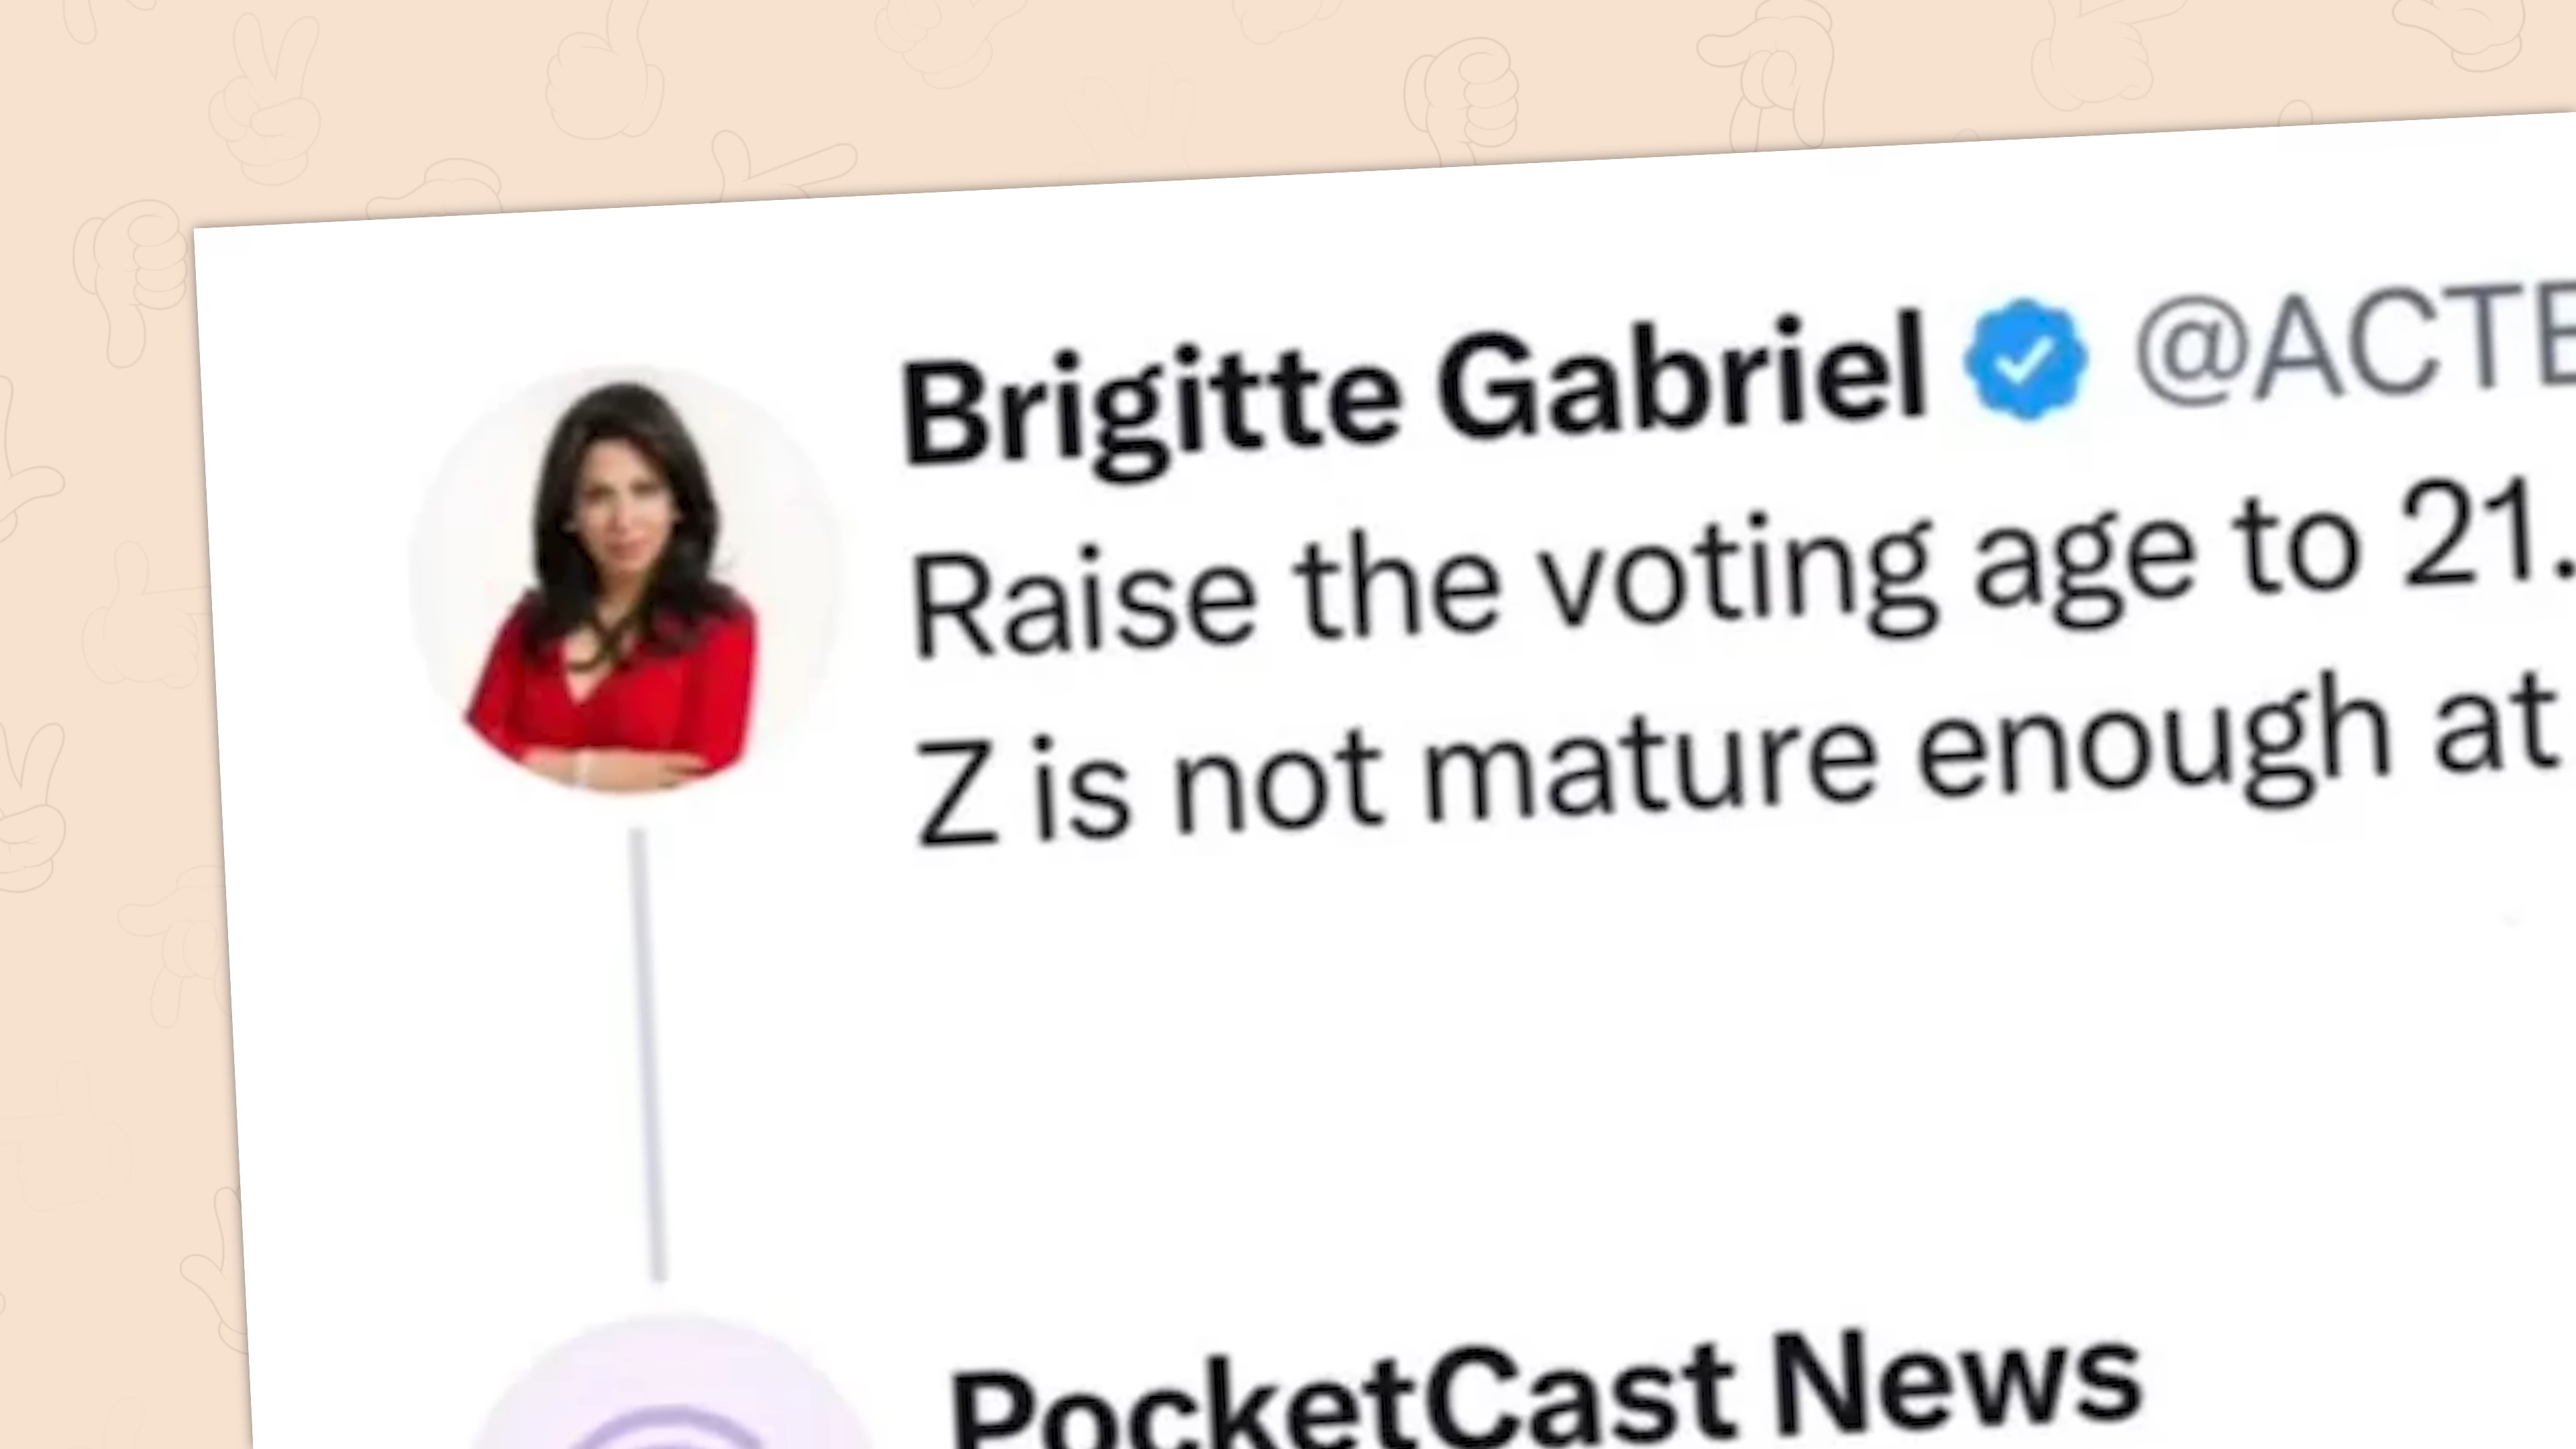 Brigitte Gabriel @ACTE
Raise the voting age to 21.
Z is not mature enough at
PocketCast News